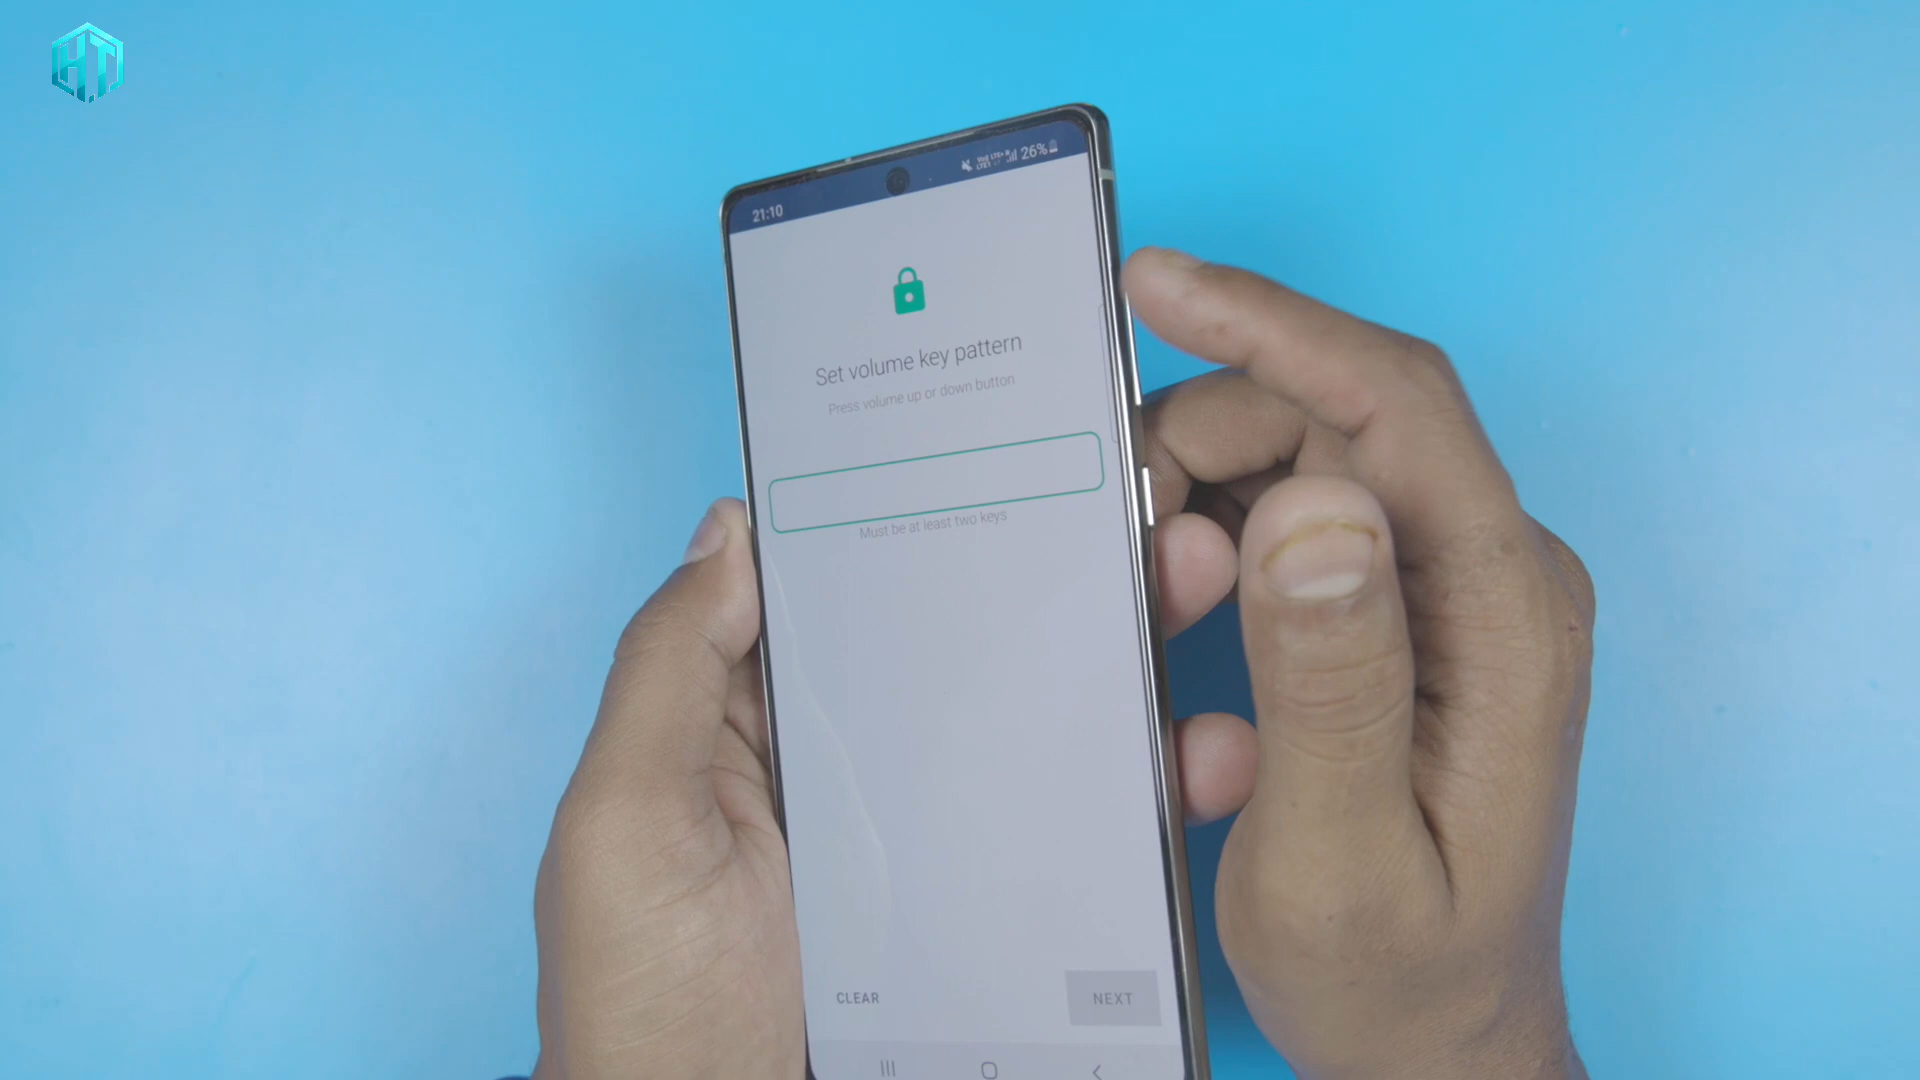 HT
21:10
26%
Set volume key pattern
Press volume up or down button
Must be at least two keys
CLEAR
NEXT